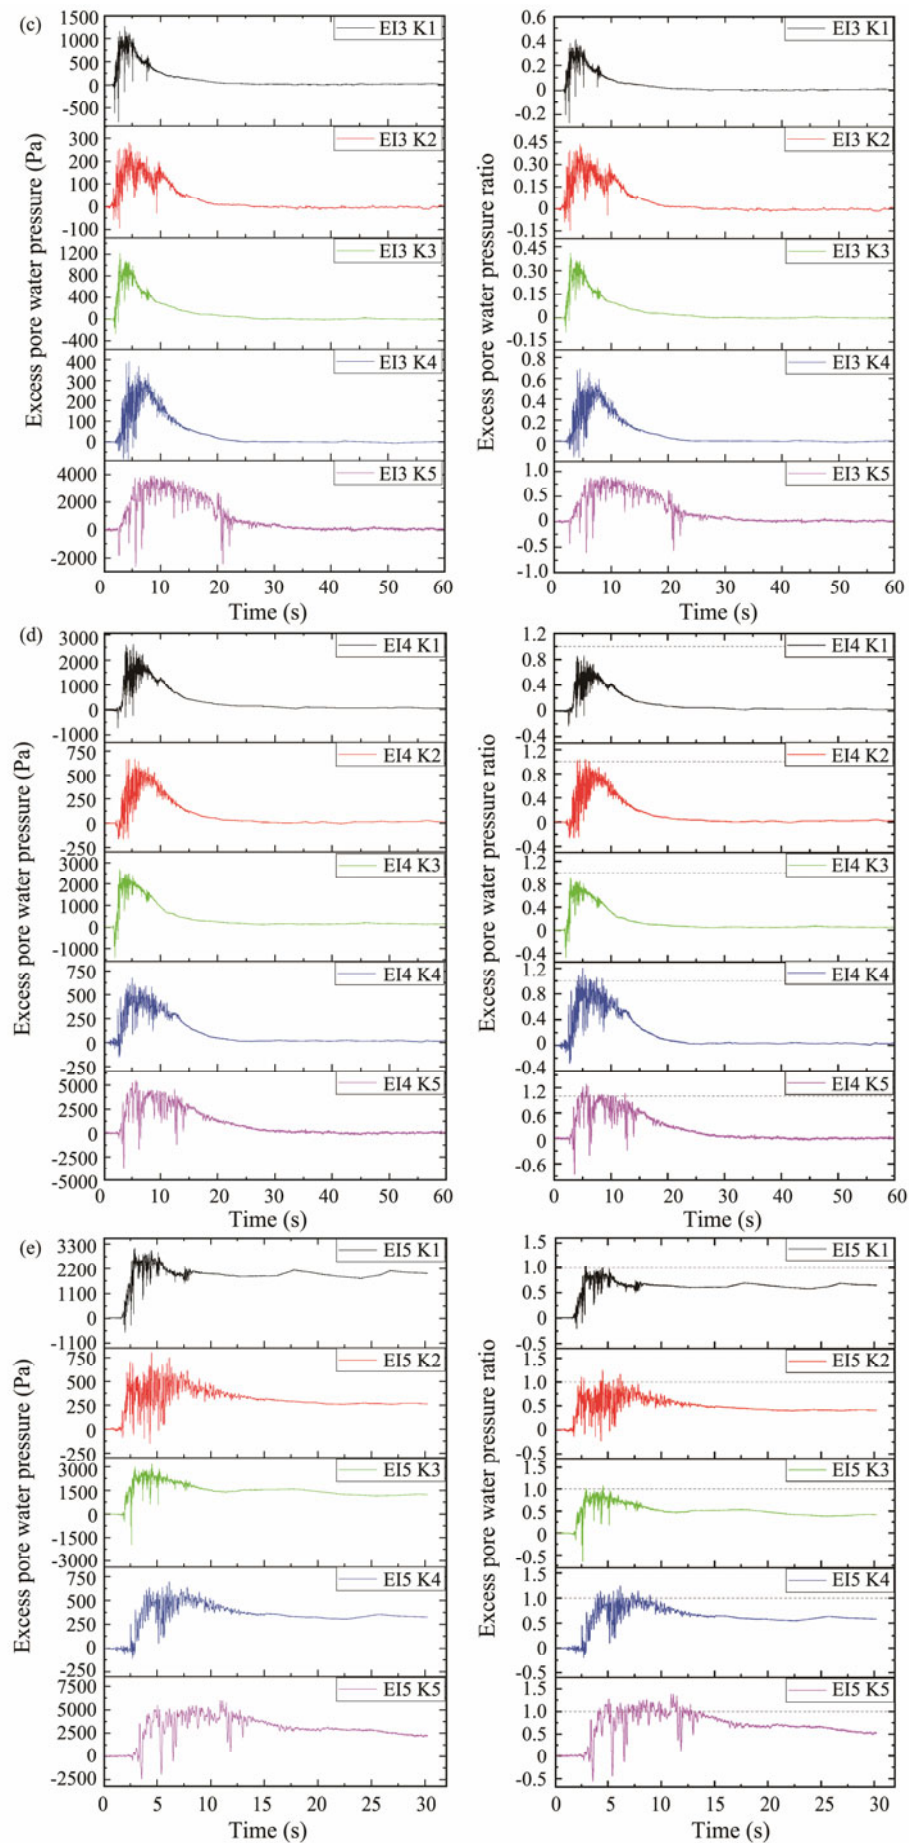 (c)
EI3 K1
1500
1000
500
0
-500
EI3 K2
300
200
100
0
-100
EI3 K3
1200
800
400
0
-400
EI3 K4
400
300
200
100
0
EI3 K5
4000
2000
0
-2000
0 10 20 30 40 50 60
Time (s)
Excess pore water pressure (Pa)
EI3 K1
0.6
0.4
0.2
0.0
-0.2
EI3 K2
0.45
0.30
0.15
0
-0.15
EI3 K3
0.45
0.30
0.15
0
-0.15
EI3 K4
0.8
0.6
0.4
0.2
0
EI3 K5
1.0
0.5
0
-0.5
-1.0
0 10 20 30 40 50 60
Time (s)
Excess pore water pressure ratio
(d)
EI4 K1
3000
2000
1000
0
-1000
EI4 K2
750
500
250
0
-250
EI4 K3
3000
2000
1000
0
-1000
EI4 K4
750
500
250
0
-250
EI4 K5
5000
2500
0
-2500
-5000
0 10 20 30 40 50 60
Time (s)
Excess pore water pressure (Pa)
EI4 K1
1.2
0.8
0.4
0
-0.4
EI4 K2
1.2
0.8
0.4
0
-0.4
EI4 K3
1.2
0.8
0.4
0
-0.4
EI4 K4
1.2
0.8
0.4
0
-0.4
EI4 K5
1.2
0.6
0
-0.6
0 10 20 30 40 50 60
Time (s)
Excess pore water pressure ratio
(e)
EI5 K1
3300
2200
1100
0
-1100
EI5 K2
750
500
250
0
-250
EI5 K3
3000
1500
0
-1500
-3000
EI5 K4
750
500
250
0
-250
EI5 K5
7500
5000
2500
0
-2500
0 5 10 15 20 25 30
Time (s)
Excess pore water pressure (Pa)
EI5 K1
1.5
1.0
0.5
0
-0.5
EI5 K2
1.5
1.0
0.5
0
-0.5
EI5 K3
1.5
1.0
0.5
0
-0.5
EI5 K4
1.5
1.0
0.5
0
-0.5
EI5 K5
1.5
1.0
0.5
0
-0.5
0 5 10 15 20 25 30
Time (s)
Excess pore water pressure ratio